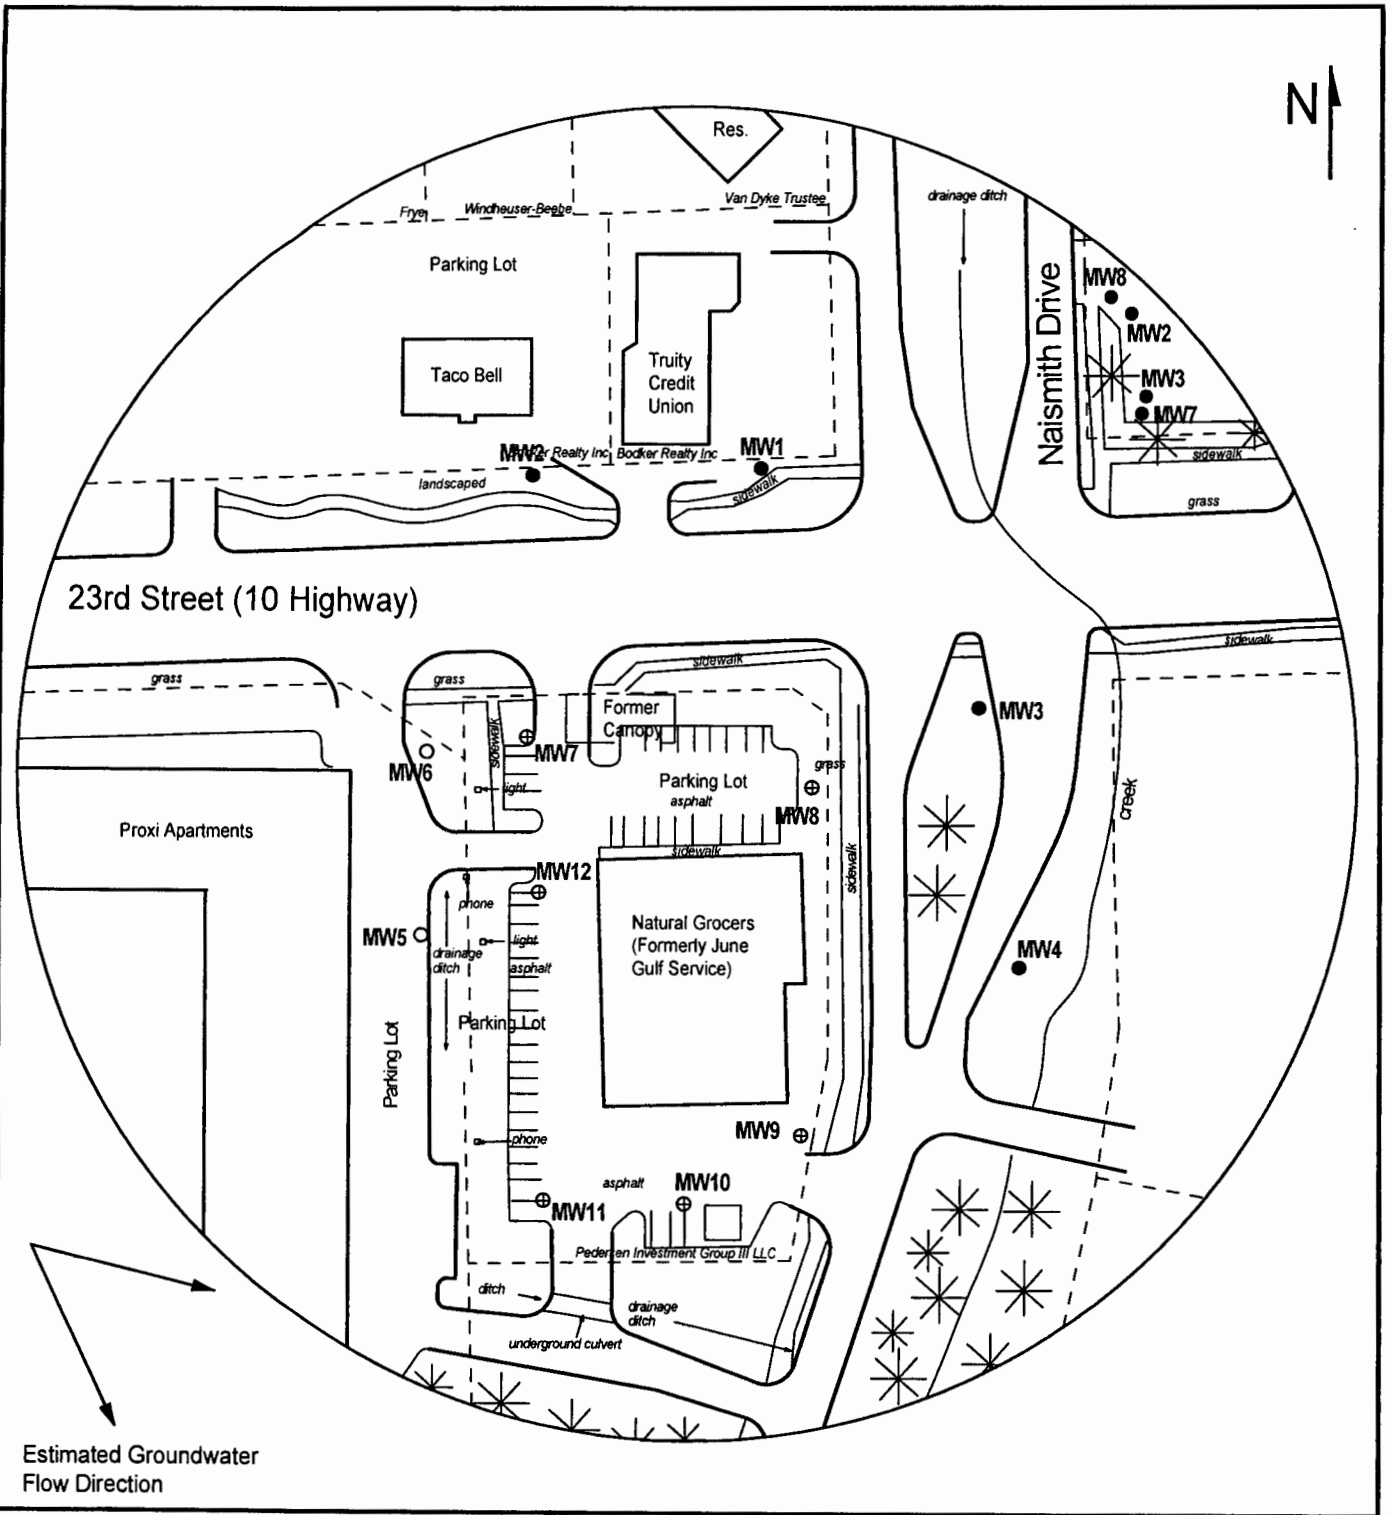 N
Res.
drainage ditch
Van Dyke Trustee
Frye
Windheuser-Beebe
Parking Lot
Naismith Drive
MW8
MW2
Taco Bell
Truity
Credit
Union
MW3
MW7
MW2
Realty Inc
Bodker Realty Inc
MW1
sidewalk
landscaped
sidewalk
grass
23rd Street (10 Highway)
sidewalk
sidewalk
grass
grass
Former
Canopy
MW3
sidewalk
MW7
MW6
grass
Parking Lot
asphalt
light
MW8
creek
Proxi Apartments
sidewalk
sidewalk
MW12
phone
Natural Grocers
(Formerly June
Gulf Service)
MW5
light
drainage
ditch
asphalt
MW4
Parking Lot
Parking Lot
phone
MW9
asphalt
MW10
MW11
Pedersen Investment Group III LLC
ditch
drainage
ditch
underground culvert
Estimated Groundwater
Flow Direction